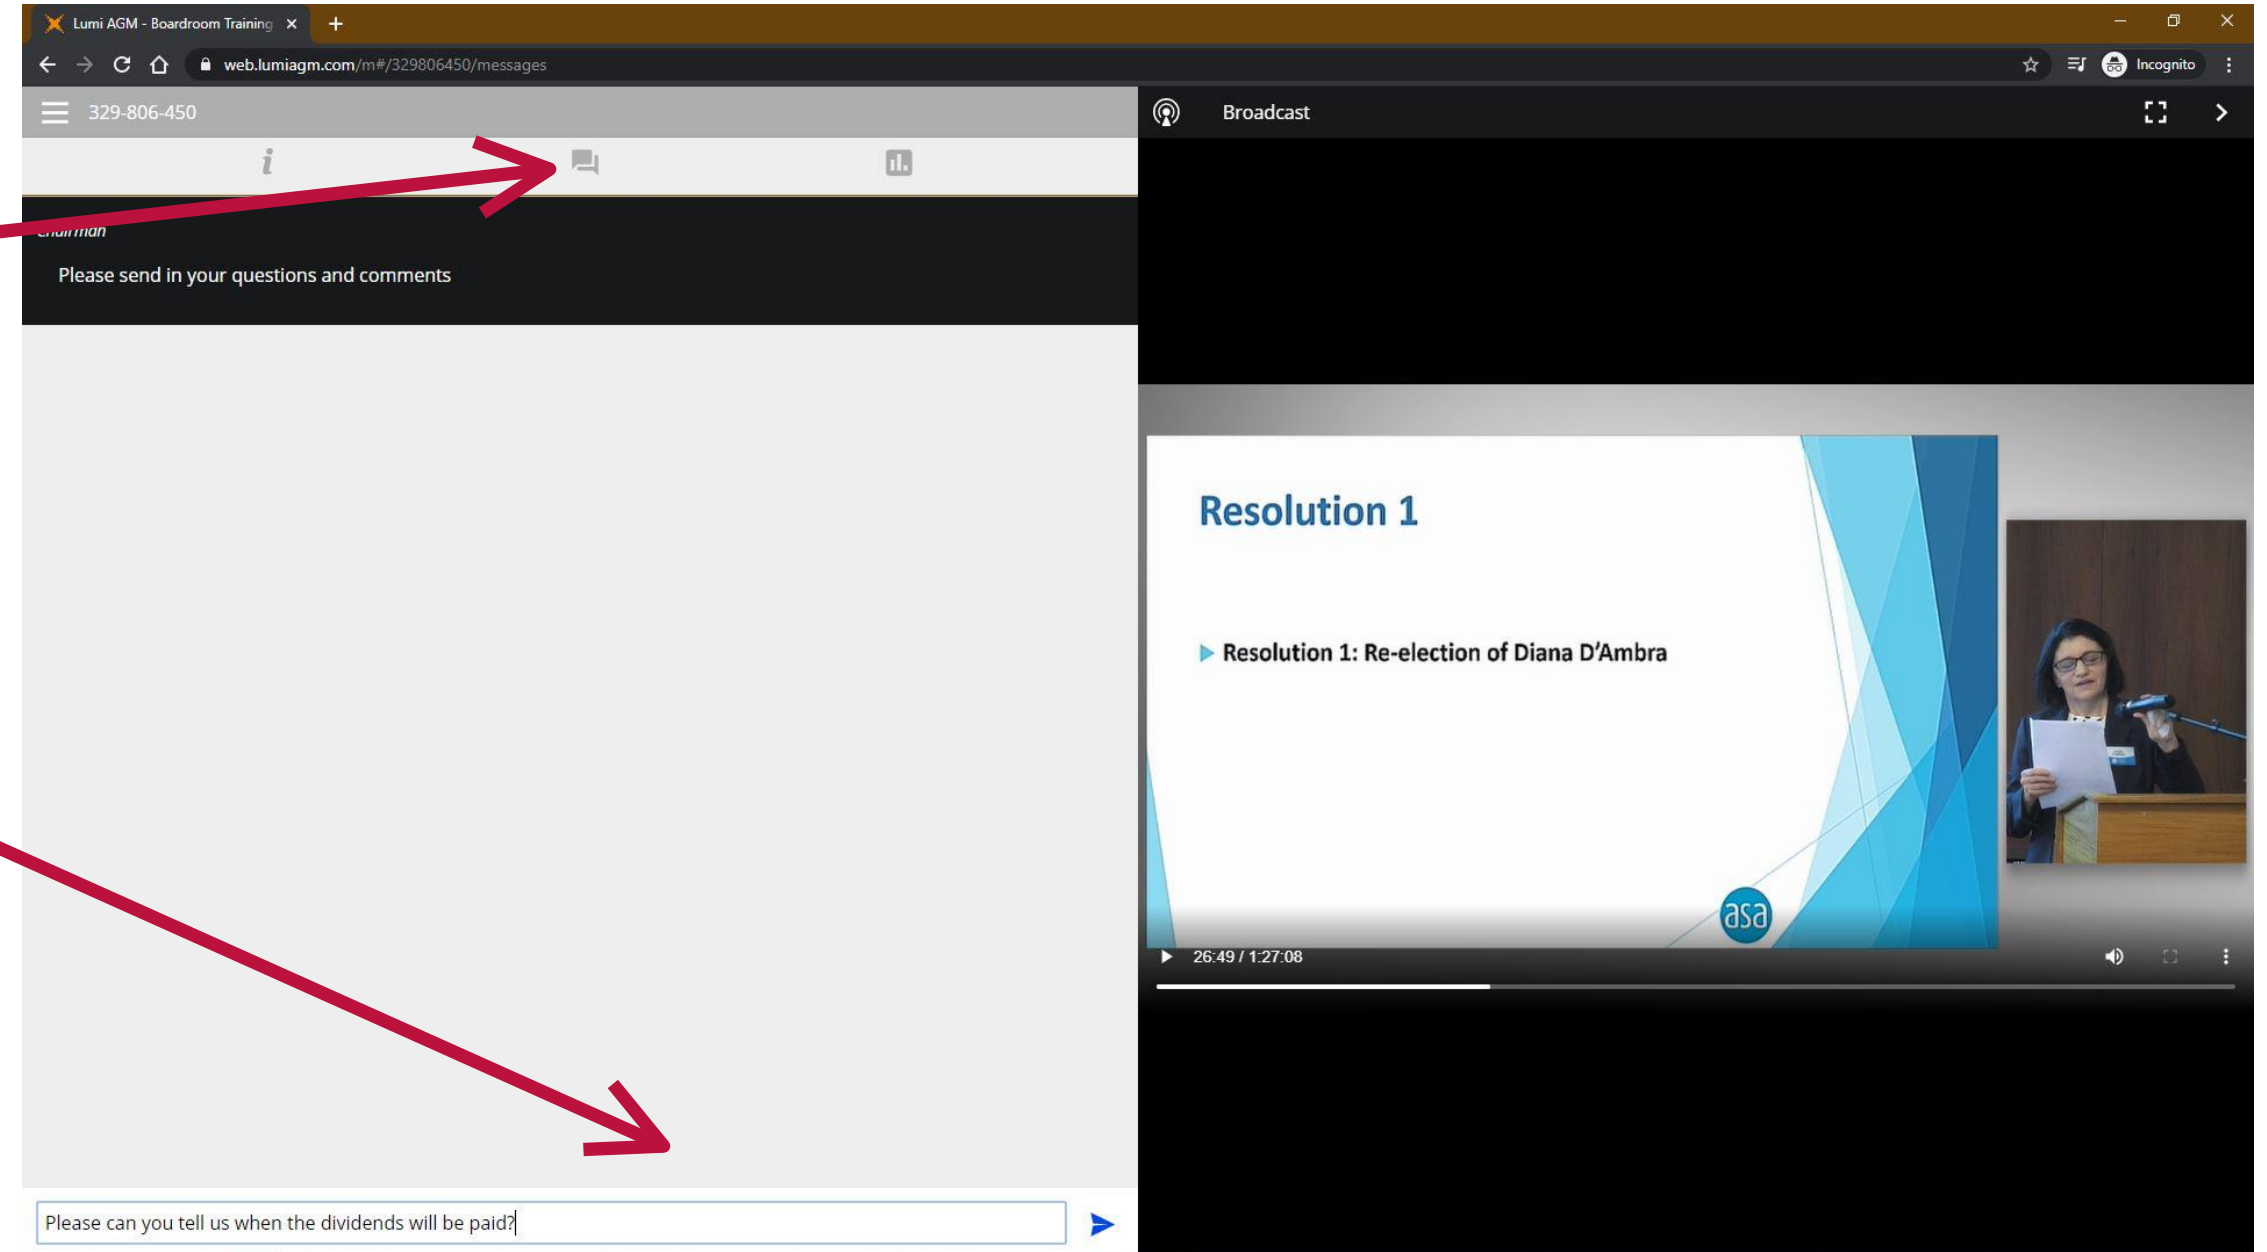 Lumi AGM - Boardroom Training
web.lumiagm.com/m#/329806450/messages
Incognito
329-806-450
Broadcast
i
Chairman
Please send in your questions and comments
Resolution 1
Resolution 1: Re-election of Diana D'Ambra
asa
26:49 / 1:27:08
Please can you tell us when the dividends will be paid?